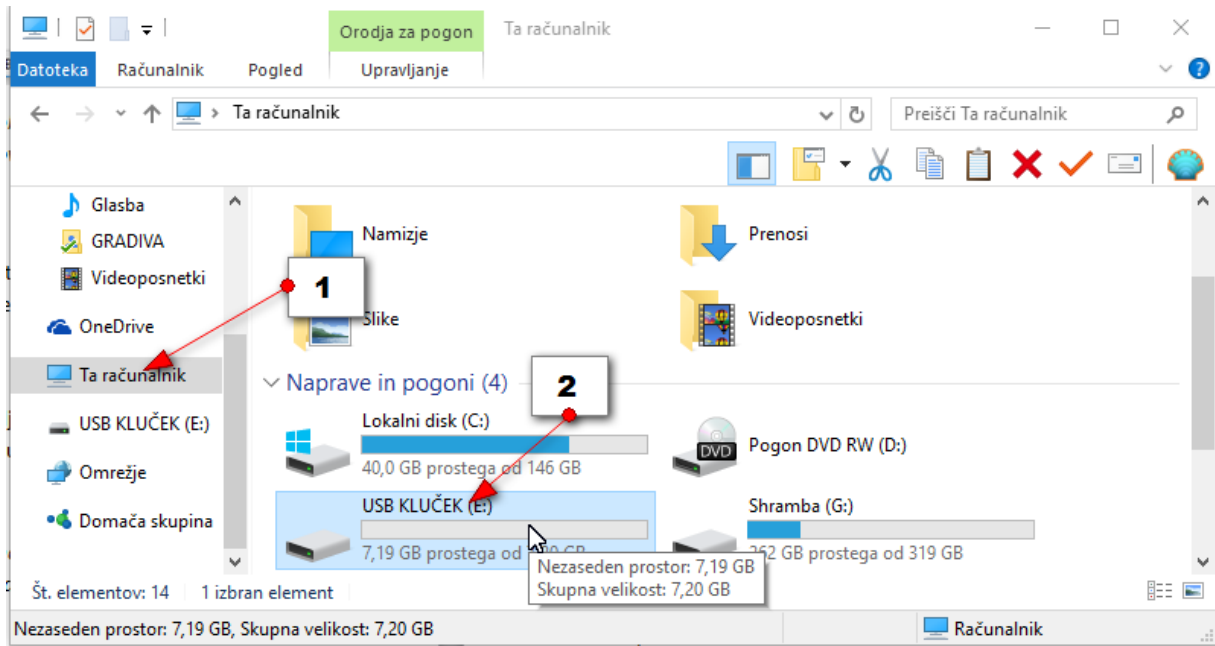 Orodja za pogon
Ta računalnik
Datoteka
Računalnik
Pogled
Upravljanje
Ta računalnik
Preišči Ta računalnik
Glasba
GRADIVA
Videoposnetki
OneDrive
Ta računalnik
USB KLUČEK (E:)
Omrežje
Domača skupina
Namizje
Prenosi
1
Slike
Videoposnetki
Naprave in pogoni (4)
2
Lokalni disk (C:)
40,0 GB prostega od 146 GB
DVD
Pogon DVD RW (D:)
USB KLUČEK (E:)
7,19 GB prostega od GB
Shramba (G:)
262 GB prostega od 319 GB
Nezaseden prostor: 7,19 GB
Skupna velikost: 7,20 GB
Št. elementov: 14 1 izbran element
Nezaseden prostor: 7,19 GB, Skupna velikost: 7,20 GB
Računalnik